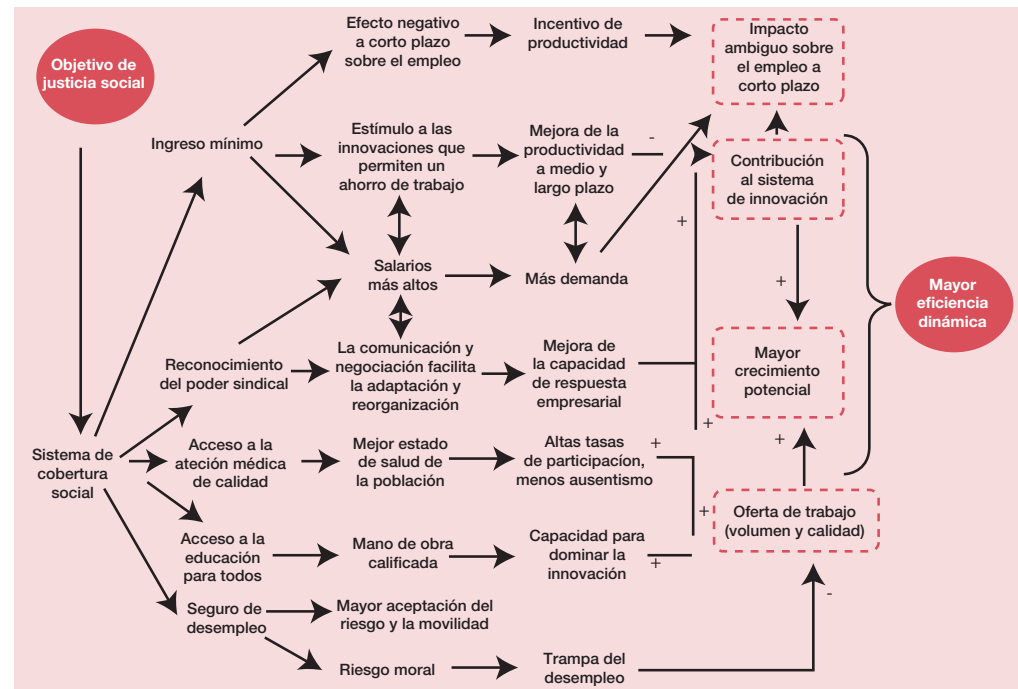 Objetivo de
justicia social
Efecto negativo
a corto plazo
sobre el empleo
Incentivo de
productividad
Impacto
ambiguo sobre
el empleo a
corto plazo
Ingreso mínimo
Estímulo a las
innovaciones que
permiten un
ahorro de trabajo
Mejora de la
productividad
a medio y
largo plazo
-
Contribución
al sistema
de innovación
+
Salarios
más altos
Más demanda
+
Mayor
eficiencia
dinámica
Reconocimiento
del poder sindical
La comunicación y
negociación facilita
la adaptación y
reorganización
Mejora de
la capacidad
de respuesta
empresarial
Mayor
crecimiento
potencial
+
+
Sistema de
cobertura
social
Acceso a la
ateción médica
de calidad
Mejor estado
de salud de
la población
Altas tasas
de participacíon,
menos ausentismo
+
+
Oferta de trabajo
(volumen y calidad)
Acceso a la
educación
para todos
Mano de obra
calificada
Capacidad para
dominar la
innovación
+
Seguro de
desempleo
Mayor aceptación del
riesgo y la movilidad
-
Riesgo moral
Trampa del
desempleo